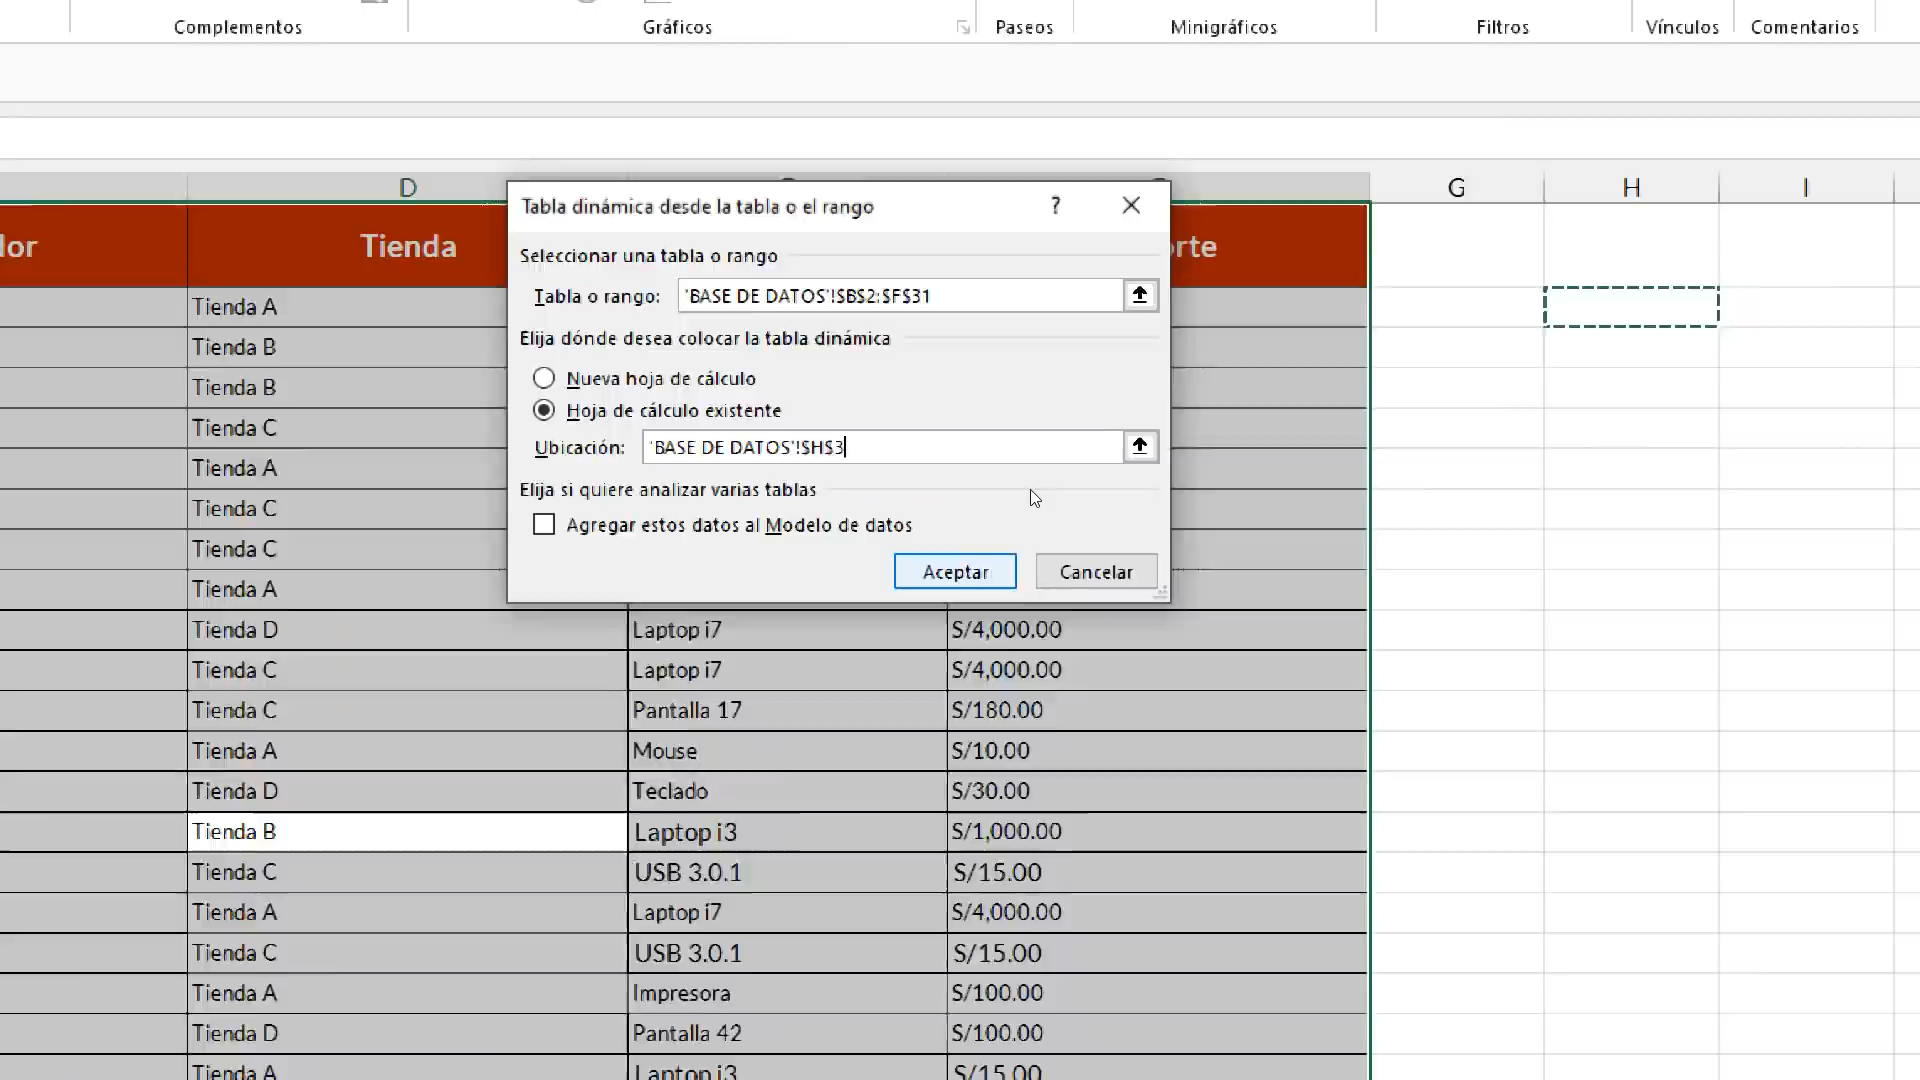 Complementos Gráficos Paseos Minigráficos Filtros Vínculos Comentarios
D G H I
Tienda
Tabla dinámica desde la tabla o el rango ?
Seleccionar una tabla o rango
Tabla o rango: 'BASE DE DATOS'!$B$2:$F$31
Elija dónde desea colocar la tabla dinámica
Nueva hoja de cálculo
Hoja de cálculo existente
Ubicación: 'BASE DE DATOS'!$H$3
Elija si quiere analizar varias tablas
Agregar estos datos al Modelo de datos
Aceptar Cancelar
Tienda A
Tienda B
Tienda B
Tienda C
Tienda A
Tienda C
Tienda C
Tienda A
Tienda D Laptop i7 S/4,000.00
Tienda C Laptop i7 S/4,000.00
Tienda C Pantalla 17 S/180.00
Tienda A Mouse S/10.00
Tienda D Teclado S/30.00
Tienda B Laptop i3 S/1,000.00
Tienda C USB 3.0.1 S/15.00
Tienda A Laptop i7 S/4,000.00
Tienda C USB 3.0.1 S/15.00
Tienda A Impresora S/100.00
Tienda D Pantalla 42 S/100.00
Tienda A Laptop i3 S/15.00